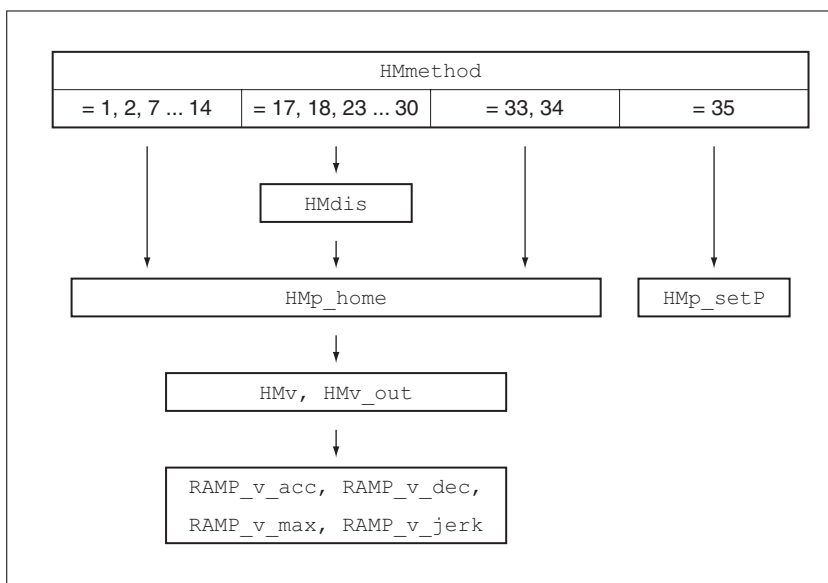 HMmethod
= 1, 2, 7 ... 14 = 17, 18, 23 ... 30 = 33, 34 = 35
HMdis
HMp_home HMp_setP
HMv, HMv_out
RAMP_v_acc, RAMP_v_dec,
RAMP_v_max, RAMP_v_jerk